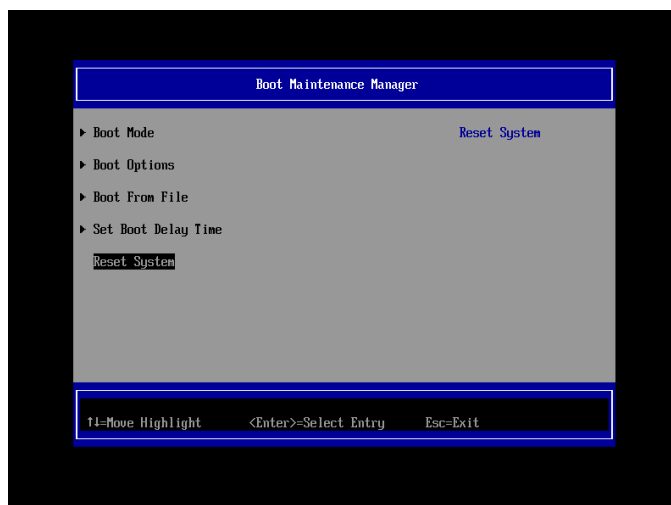 Boot Maintenance Manager
▶ Boot Mode
Reset System
▶ Boot Options
▶ Boot From File
▶ Set Boot Delay Time
Reset System
↑↓=Move Highlight <Enter>=Select Entry Esc=Exit